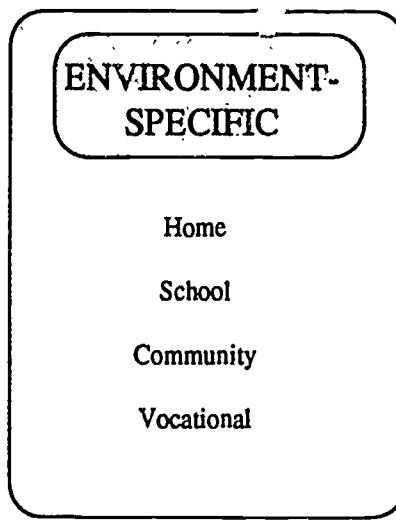 ENVIRONMENT-
SPECIFIC
Home
School
Community
Vocational